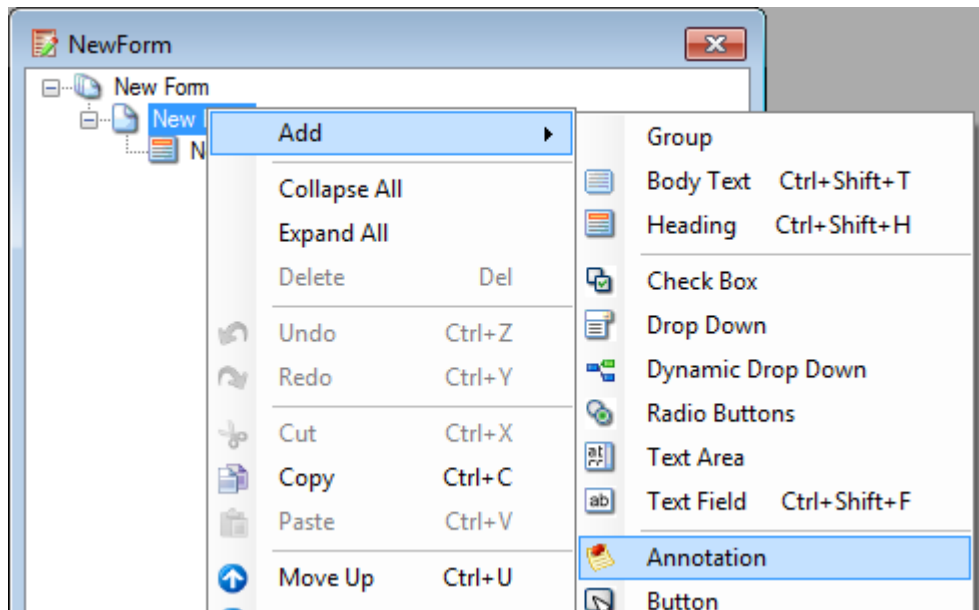 NewForm
New Form
New
N
Add
Collapse All
Expand All
Delete Del
Undo Ctrl+Z
Redo Ctrl+Y
Cut Ctrl+X
Copy Ctrl+C
Paste Ctrl+V
Move Up Ctrl+U
Group
Body Text Ctrl+Shift+T
Heading Ctrl+Shift+H
Check Box
Drop Down
Dynamic Drop Down
Radio Buttons
Text Area
Text Field Ctrl+Shift+F
Annotation
Button